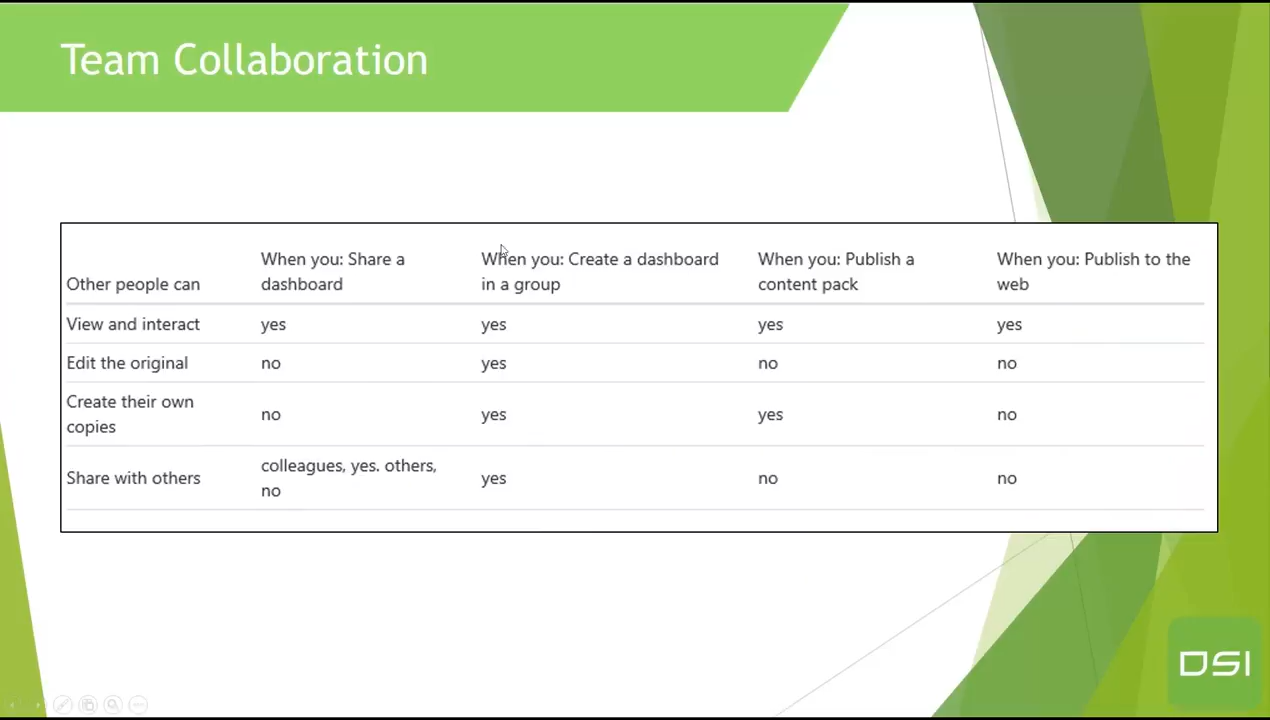 Team Collaboration
When you: Share a When you: Create a dashboard When you: Publish a When you: Publish to the
Other people can dashboard in a group content pack web
View and interact yes yes yes yes
Edit the original no yes no no
Create their own
copies no yes yes no
Share with others colleagues, yes. others, no yes no no
DSI